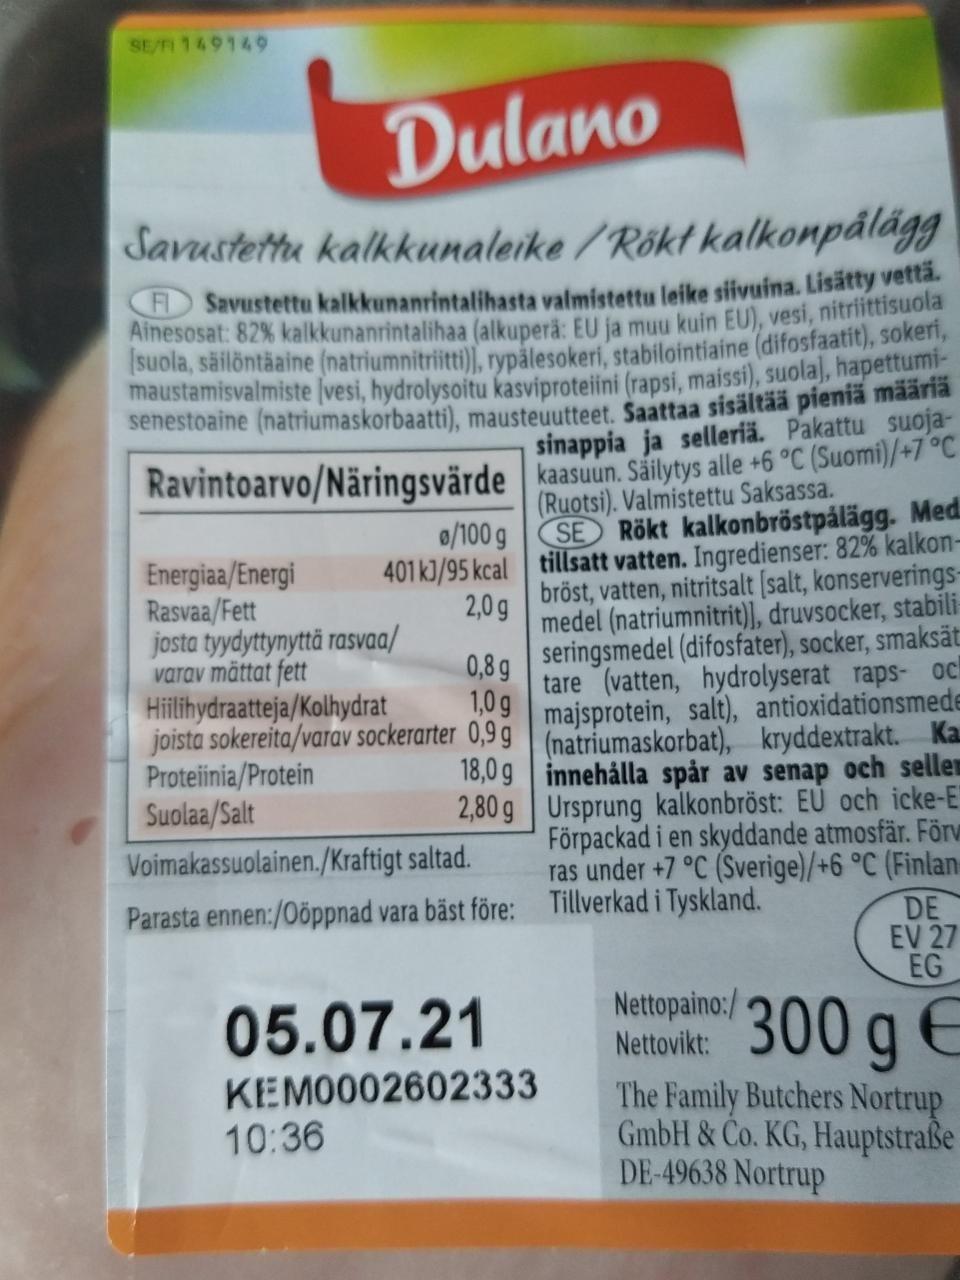 SE/FI 149149
Dulano
Savustettu kalkkunaleike / Rökt kalkonpålägg
FI Savustettu kalkkunanrintalihasta valmistettu leike siivuina. Lisätty vettä.
Ainesosat: 82% kalkkunanrintalihaa (alkuperä: EU ja muu kuin EU), vesi, nitriittisuola
[suola, säilöntäaine (natriumnitriitti)], rypälesokeri, stabilointiaine (difosfaatit), sokeri,
maustamisvalmiste [vesi, hydrolysoitu kasviproteiini (rapsi, maissi), suola], hapettumi-
senestoaine (natriumaskorbaatti), mausteuutteet. Saattaa sisältää pieniä määriä
sinappia ja selleriä. Pakattu suoja-
kaasuun. Säilytys alle +6 °C (Suomi)/+7 °C
(Ruotsi). Valmistettu Saksassa.
Ravintoarvo/Näringsvärde
ø/100 g
Energiaa/Energi 401 kJ/95 kcal
Rasvaa/Fett 2,0 g
josta tyydyttynyttä rasvaa/
varav mättat fett 0,8 g
Hiilihydraatteja/Kolhydrat 1,0 g
joista sokereita/varav sockerarter 0,9 g
Proteiinia/Protein 18,0 g
Suolaa/Salt 2,80 g
Voimakassuolainen./Kraftigt saltad.
SE Rökt kalkonbröstpålägg. Med
tillsatt vatten. Ingredienser: 82% kalkon-
bröst, vatten, nitritsalt [salt, konserverings-
medel (natriumnitrit)], druvsocker, stabili-
seringsmedel (difosfater), socker, smaksät
tare (vatten, hydrolyserat raps- oc
majsprotein, salt), antioxidationsmede
(natriumaskorbat), kryddextrakt. Ka
innehålla spår av senap och seller
Ursprung kalkonbröst: EU och icke-E
Förpackad i en skyddande atmosfär. Förv
ras under +7 °C (Sverige)/+6 °C (Finlan
Tillverkad i Tyskland.
Parasta ennen:/Oöppnad vara bäst före:
05.07.21
KEM0002602333
10:36
DE
EV 27
EG
Nettopaino:/
Nettovikt: 300 g e
The Family Butchers Nortrup
GmbH & Co. KG, Hauptstraße
DE-49638 Nortrup